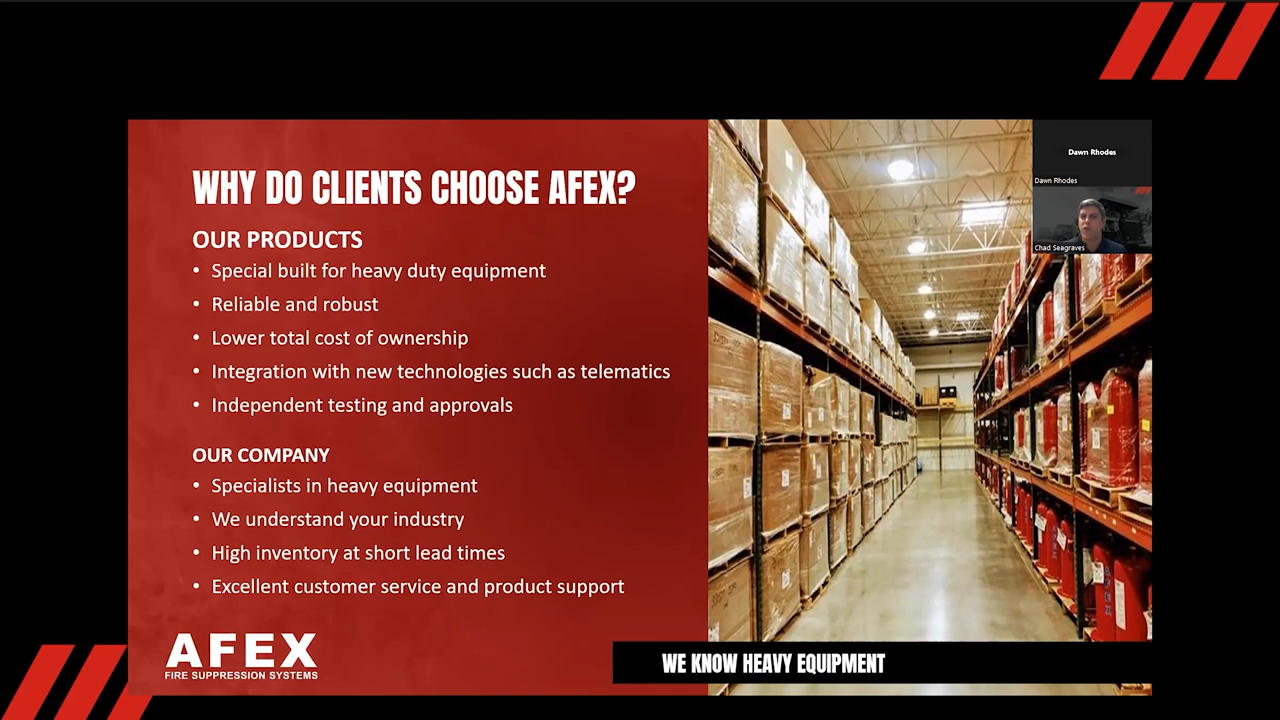 WHY DO CLIENTS CHOOSE AFEX?
OUR PRODUCTS
• Special built for heavy duty equipment
• Reliable and robust
• Lower total cost of ownership
• Integration with new technologies such as telematics
• Independent testing and approvals
OUR COMPANY
• Specialists in heavy equipment
• We understand your industry
• High inventory at short lead times
• Excellent customer service and product support
AFEX
FIRE SUPPRESSION SYSTEMS
WE KNOW HEAVY EQUIPMENT
Dawn Rhodes
Dawn Rhodes
Chad Seagraves